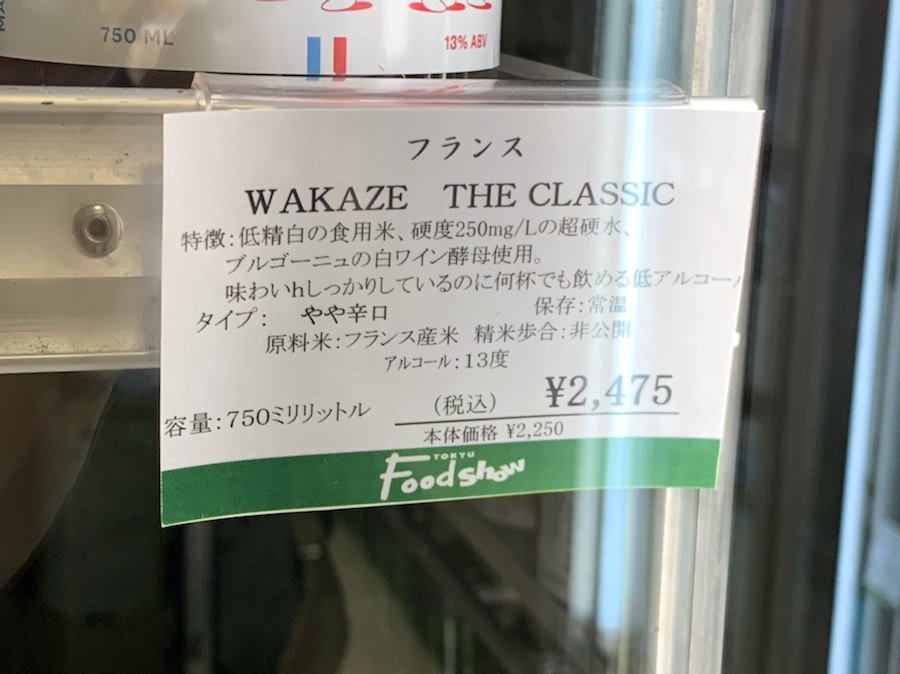 750 ML
13% ABV
フランス
WAKAZE THE CLASSIC
特徴:低精白の食用米、硬度250mg/Lの超硬水、
ブルゴーニュの白ワイン酵母使用。
味わいhしっかりしているのに何杯でも飲める低アルコー
タイプ: やや辛口 保存:常温
原料米:フランス産米 精米歩合:非公開
アルコール:13度
容量:750ミリリットル (税込) ¥2,475
本体価格 ¥2,250
TOKYU
Foodshow